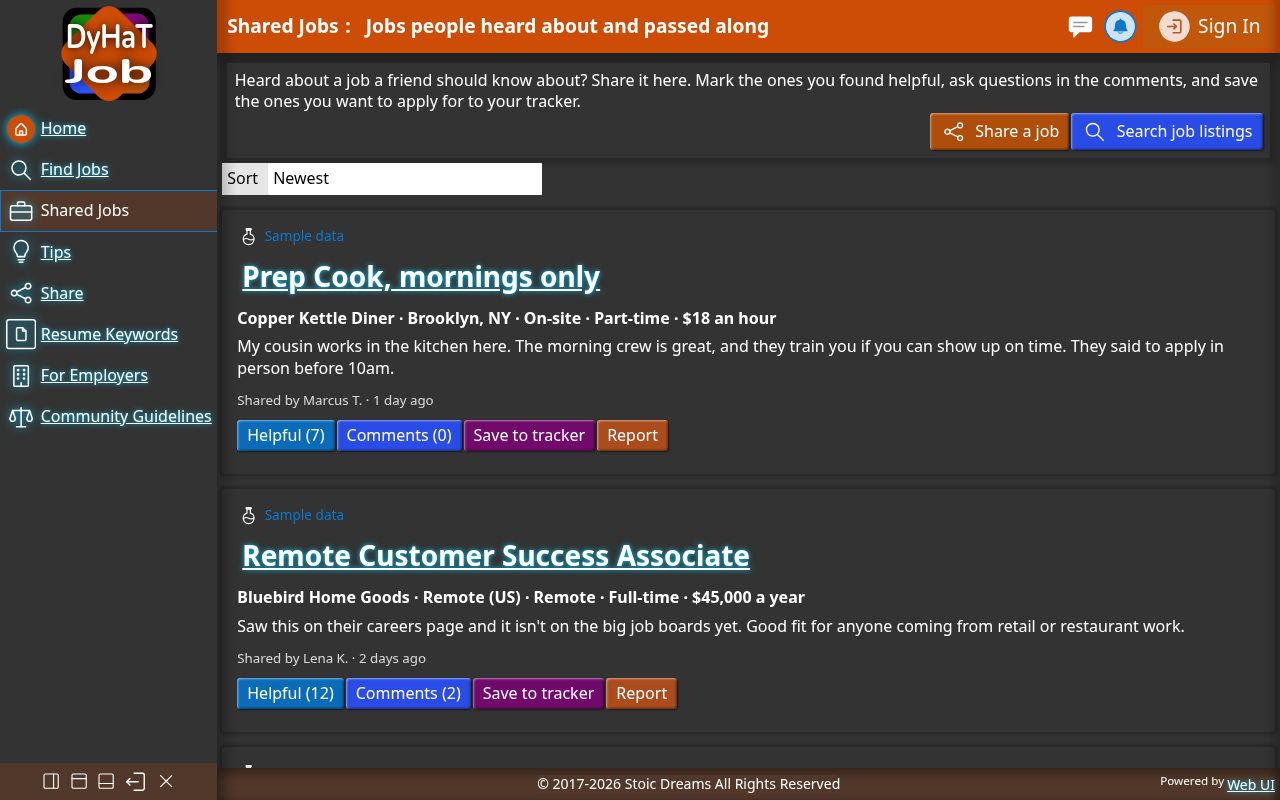 DyHaT
Job
Shared Jobs : Jobs people heard about and passed along
Sign In
Home
Find Jobs
Shared Jobs
Tips
Share
Resume Keywords
For Employers
Community Guidelines
Heard about a job a friend should know about? Share it here. Mark the ones you found helpful, ask questions in the comments, and save
the ones you want to apply for to your tracker.
Share a job
Search job listings
Sort Newest
Sample data
Prep Cook, mornings only
Copper Kettle Diner · Brooklyn, NY · On-site · Part-time · $18 an hour
My cousin works in the kitchen here. The morning crew is great, and they train you if you can show up on time. They said to apply in
person before 10am.
Shared by Marcus T. · 1 day ago
Helpful (7) Comments (0) Save to tracker Report
Sample data
Remote Customer Success Associate
Bluebird Home Goods · Remote (US) · Remote · Full-time · $45,000 a year
Saw this on their careers page and it isn't on the big job boards yet. Good fit for anyone coming from retail or restaurant work.
Shared by Lena K. · 2 days ago
Helpful (12) Comments (2) Save to tracker Report
© 2017-2026 Stoic Dreams All Rights Reserved
Powered by Web UI